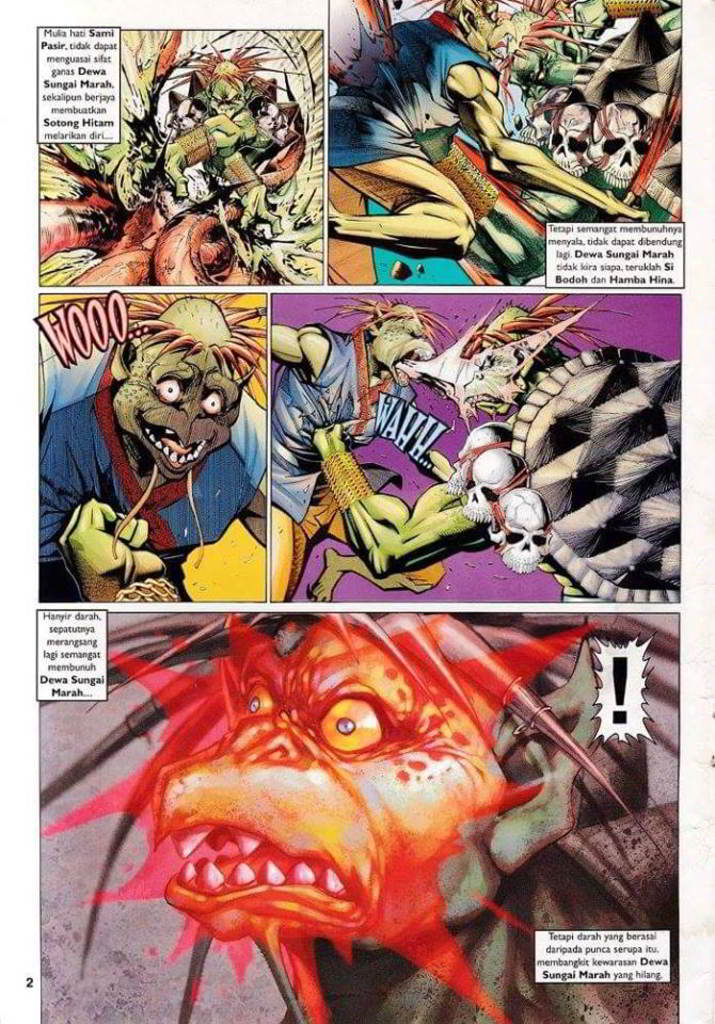 Mulia hati Sami
Pasir, tidak dapat
menguasai sifat
ganas Dewa
Sungai Marah,
sekalipun berjaya
membuatkan
Sotong Hitam
melarikan diri....
Tetapi semangat membunuhnya
menyala, tidak dapat dibendung
lagi. Dewa Sungai Marah
tidak kira siapa, teruklah Si
Bodoh dan Hamba Hina.
WOOO...
WAHH...
Hanyir darah,
sepatutnya
merangsang
lagi semangat
membunuh
Dewa Sungai
Marah....
!
Tetapi darah yang berasal
daripada punca serupa itu,
membangkit kewarasan Dewa
Sungai Marah yang hilang.
2